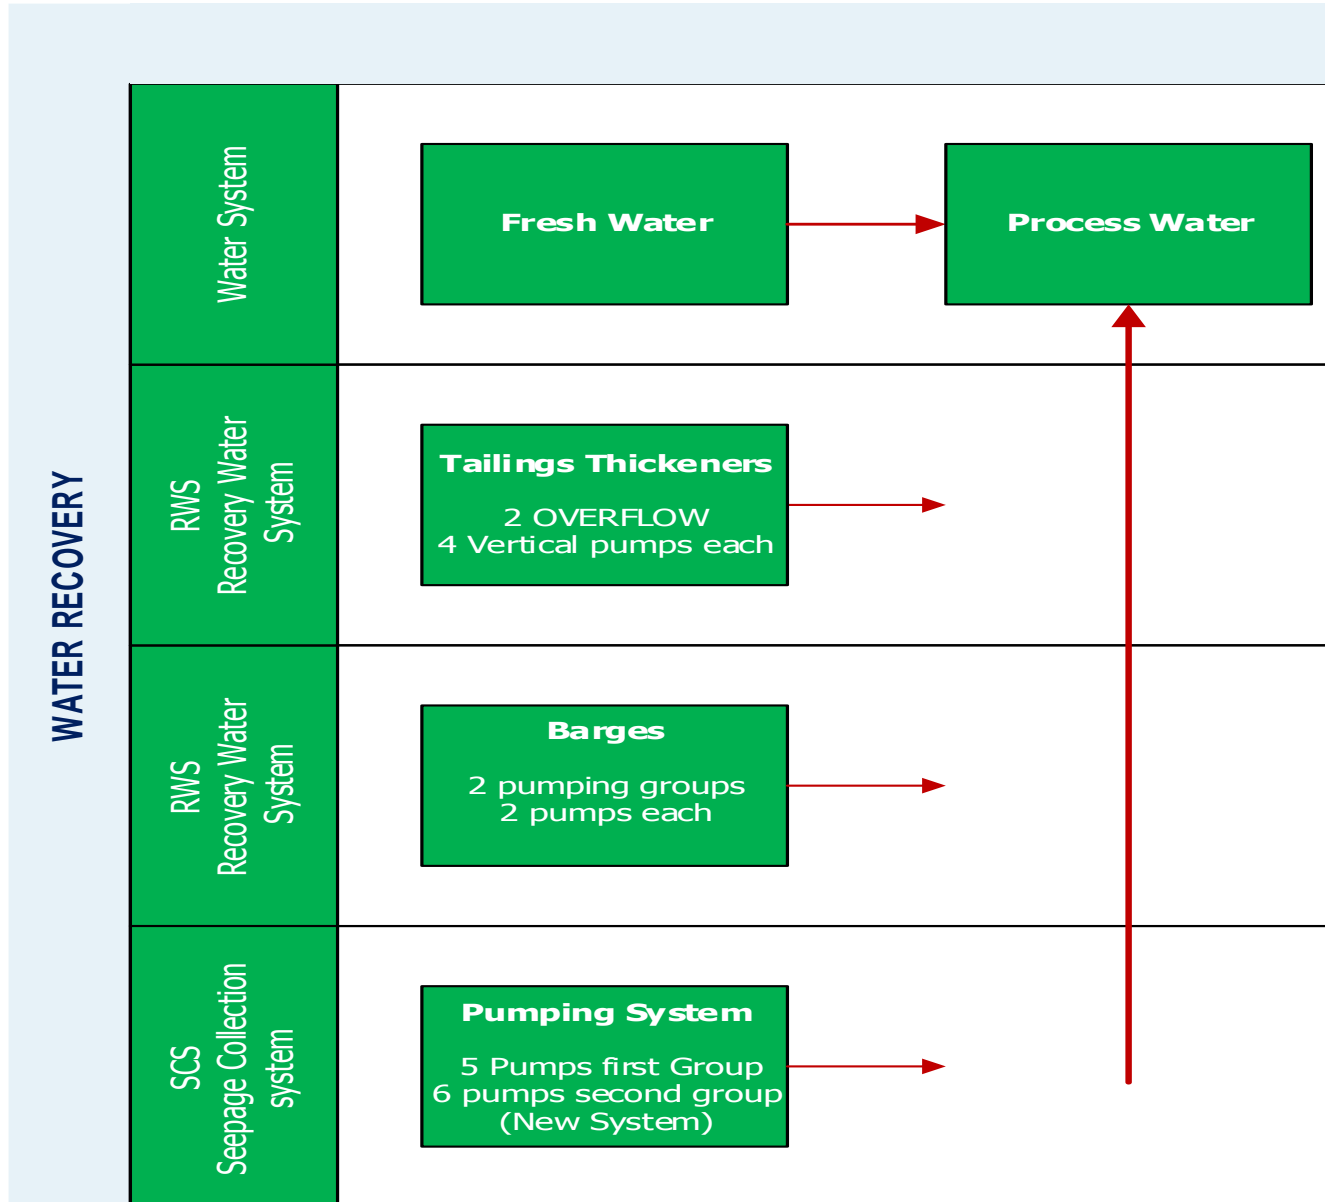 WATER RECOVERY
Water System
Fresh Water
Process Water
RWS
Recovery Water
System
Tailings Thickeners
2 OVERFLOW
4 Vertical pumps each
RWS
Recovery Water
System
Barges
2 pumping groups
2 pumps each
SCS
Seepage Collection
system
Pumping System
5 Pumps first Group
6 pumps second group
(New System)